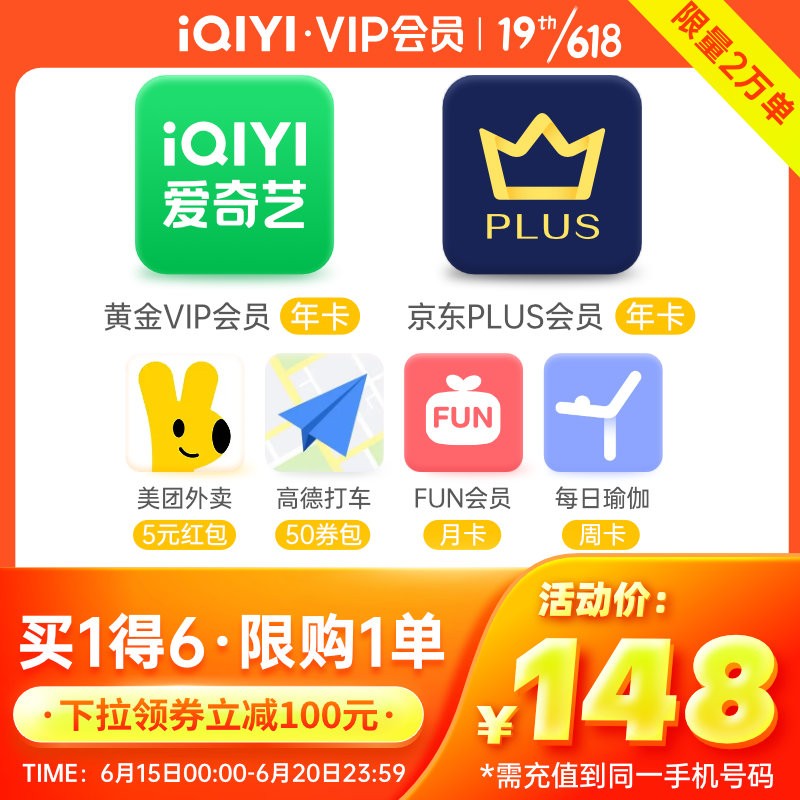 iQIYI·VIP会员 | 19th/618
限量2万单
iQIYI
爱奇艺
PLUS
黄金VIP会员 年卡
京东PLUS会员 年卡
FUN
美团外卖
高德打车
FUN会员
每日瑜伽
5元红包
50券包
月卡
周卡
买1得6·限购1单
·下拉领券立减100元·
TIME：6月15日00:00-6月20日23:59
活动价：
¥148
*需充值到同一手机号码